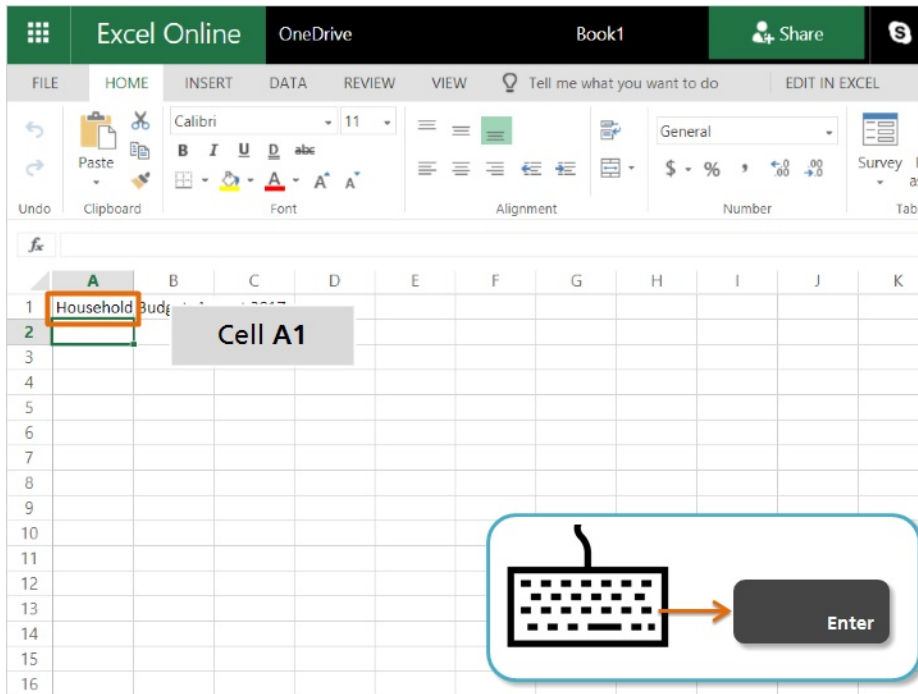 Excel Online OneDrive Book1 Share
FILE HOME INSERT DATA REVIEW VIEW Tell me what you want to do EDIT IN EXCEL
Calibri 11 General
B I U D abc
Paste $ % , Survey
Undo Clipboard Font Alignment Number Tab
fx
A B C D E F G H I J K
1 Household
Cell A1
2
3
4
5
6
7
8
9
10
11
12
13
Enter
14
15
16